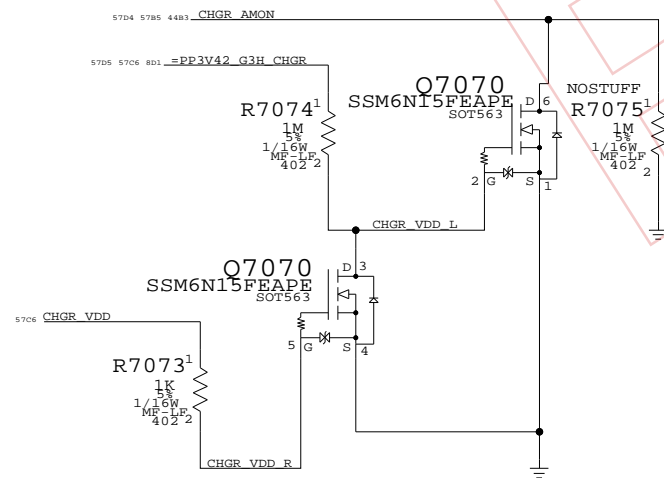 57D4 57B5 44B3 CHGR_AMON
57D5 57C6 8D1 =PP3V42_G3H_CHGR
Q7070
SSM6N15FEAPE
SOT563
D 6
2 G S 1
NOSTUFF
R7075 1
1M
5%
1/16W
MF-LF
402 2
R7074 1
1M
5%
1/16W
MF-LF
402 2
CHGR_VDD_L
Q7070
SSM6N15FEAPE
SOT563
D 3
5 G S 4
57C6 CHGR_VDD
R7073 1
1K
5%
1/16W
MF-LF
402 2
CHGR_VDD_R